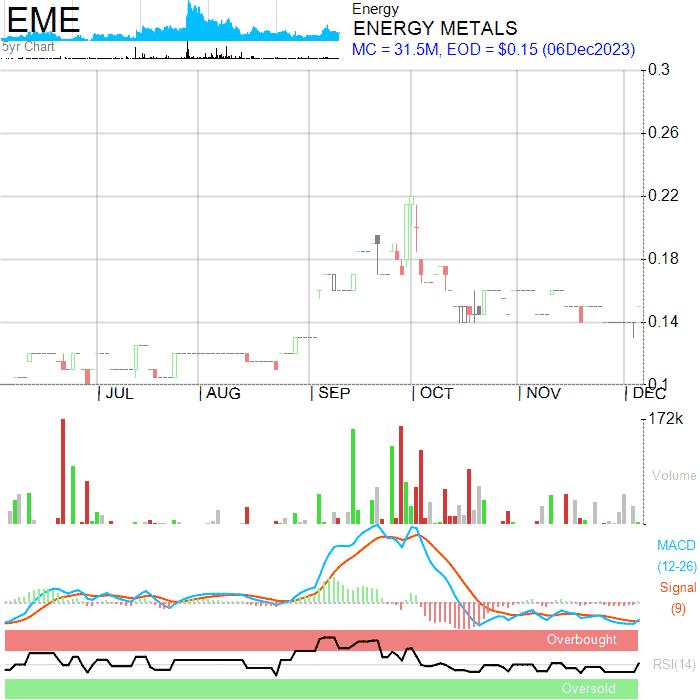 EME
5yr Chart
Energy
ENERGY METALS
MC = 31.5M, EOD = $0.15 (06Dec2023)
0.3
0.26
0.22
0.18
0.14
0.1
JUL AUG SEP OCT NOV DEC
172k
Volume
MACD
(12-26)
Signal
(9)
Overbought
RSI(14)
Oversold